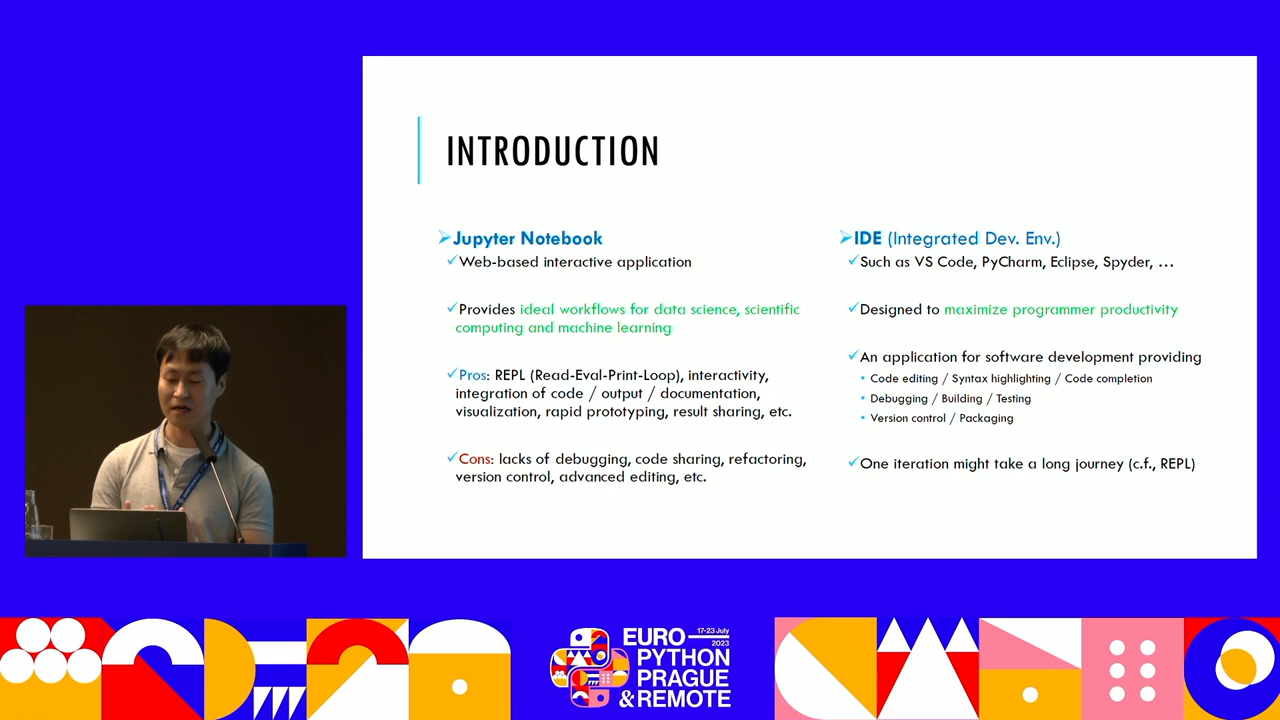 INTRODUCTION
➢Jupyter Notebook
✓Web-based interactive application
✓Provides ideal workflows for data science, scientific
computing and machine learning
✓Pros: REPL (Read-Eval-Print-Loop), interactivity,
integration of code / output / documentation,
visualization, rapid prototyping, result sharing, etc.
✓Cons: lacks of debugging, code sharing, refactoring,
version control, advanced editing, etc.
➢IDE (Integrated Dev. Env.)
✓Such as VS Code, PyCharm, Eclipse, Spyder, …
✓Designed to maximize programmer productivity
✓An application for software development providing
• Code editing / Syntax highlighting / Code completion
• Debugging / Building / Testing
• Version control / Packaging
✓One iteration might take a long journey (c.f., REPL)
17-23 July
2023
EURO
PYTHON
PRAGUE
& REMOTE